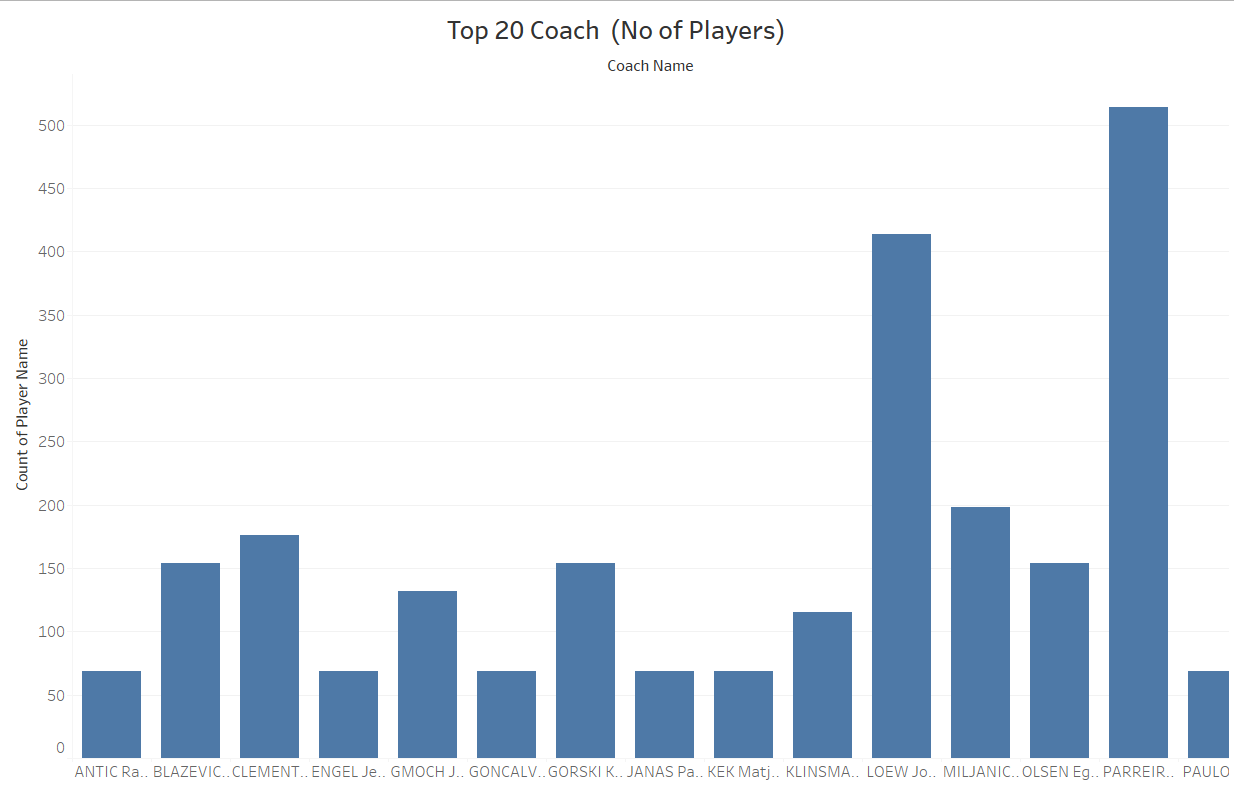 Top 20 Coach (No of Players)
Coach Name
Count of Player Name
500
450
400
350
300
250
200
150
100
50
0
ANTIC Ra.. BLAZEVIC.. CLEMENT.. ENGEL Je.. GMOCH J.. GONCALV.. GORSKI K.. JANAS Pa.. KEK Matj.. KLINSMA.. LOEW Jo.. MILJANIC.. OLSEN Eg.. PARREIR.. PAULO